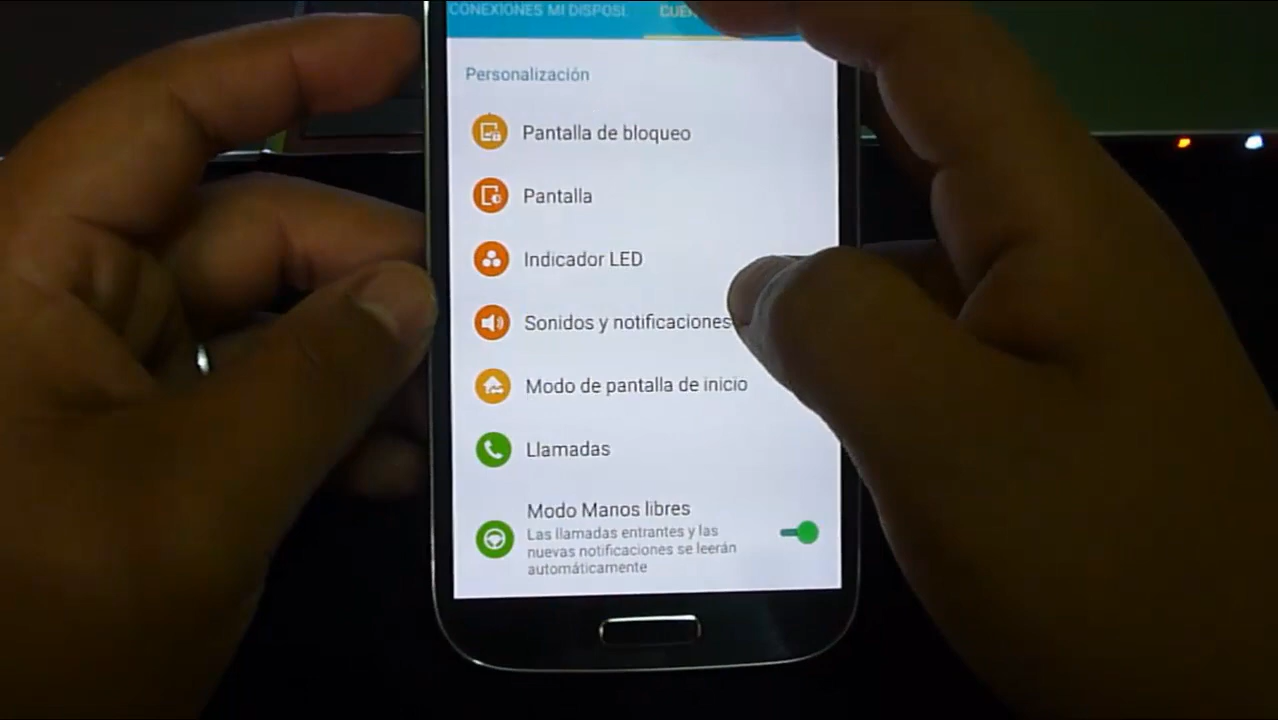 CONEXIONES MI DISPOSI.
Personalización
Pantalla de bloqueo
Pantalla
Indicador LED
Sonidos y notificaciones
Modo de pantalla de inicio
Llamadas
Modo Manos libres
Las llamadas entrantes y las
nuevas notificaciones se leerán
automáticamente